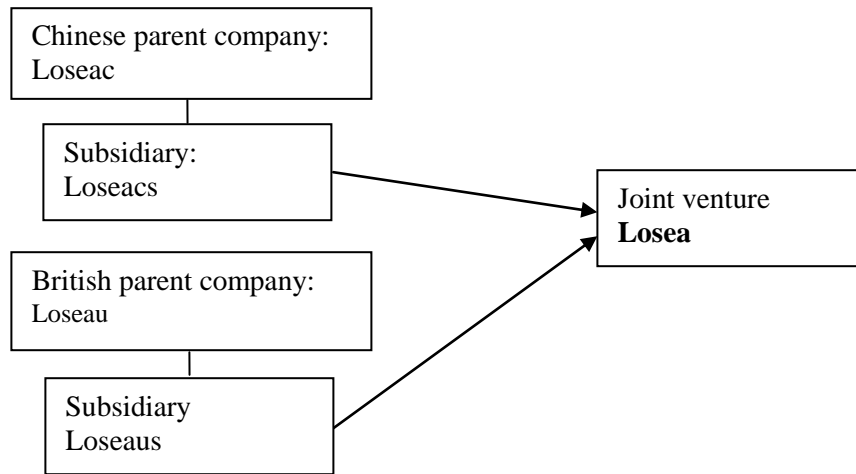 Chinese parent company:
Loseac
Subsidiary:
Loseacs
Joint venture
Losea
British parent company:
Loseau
Subsidiary
Loseaus